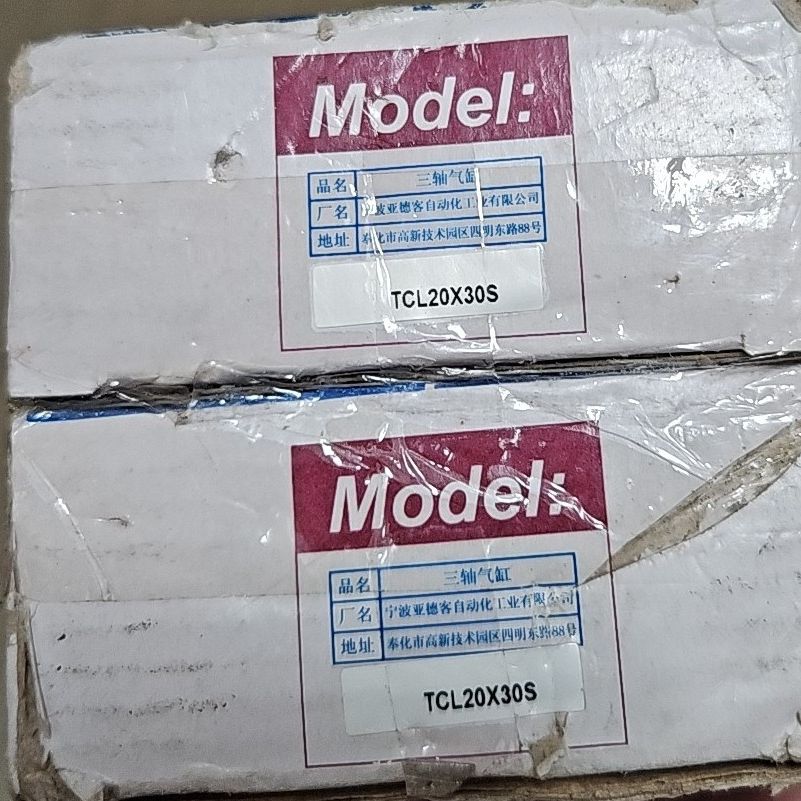 Model:
品名 三轴气缸
厂名 宁波亚德客自动化工业有限公司
地址 奉化市高新技术园区四明东路88号
TCL20X30S
Model:
品名 三轴气缸
厂名 宁波亚德客自动化工业有限公司
地址 奉化市高新技术园区四明东路88号
TCL20X30S